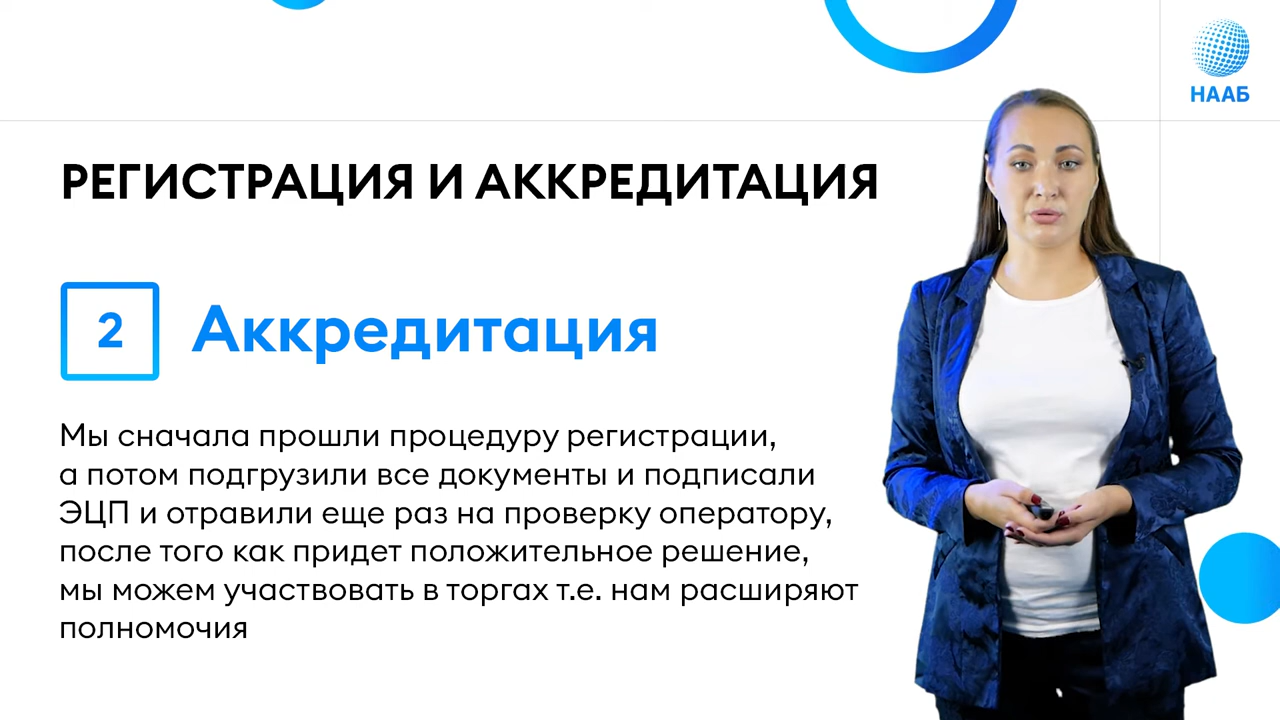 НААБ
РЕГИСТРАЦИЯ И АККРЕДИТАЦИЯ
2
Аккредитация
Мы сначала прошли процедуру регистрации,
а потом подгрузили все документы и подписали
ЭЦП и отравили еще раз на проверку оператору,
после того как придет положительное решение,
мы можем участвовать в торгах т.е. нам расширяют
полномочия